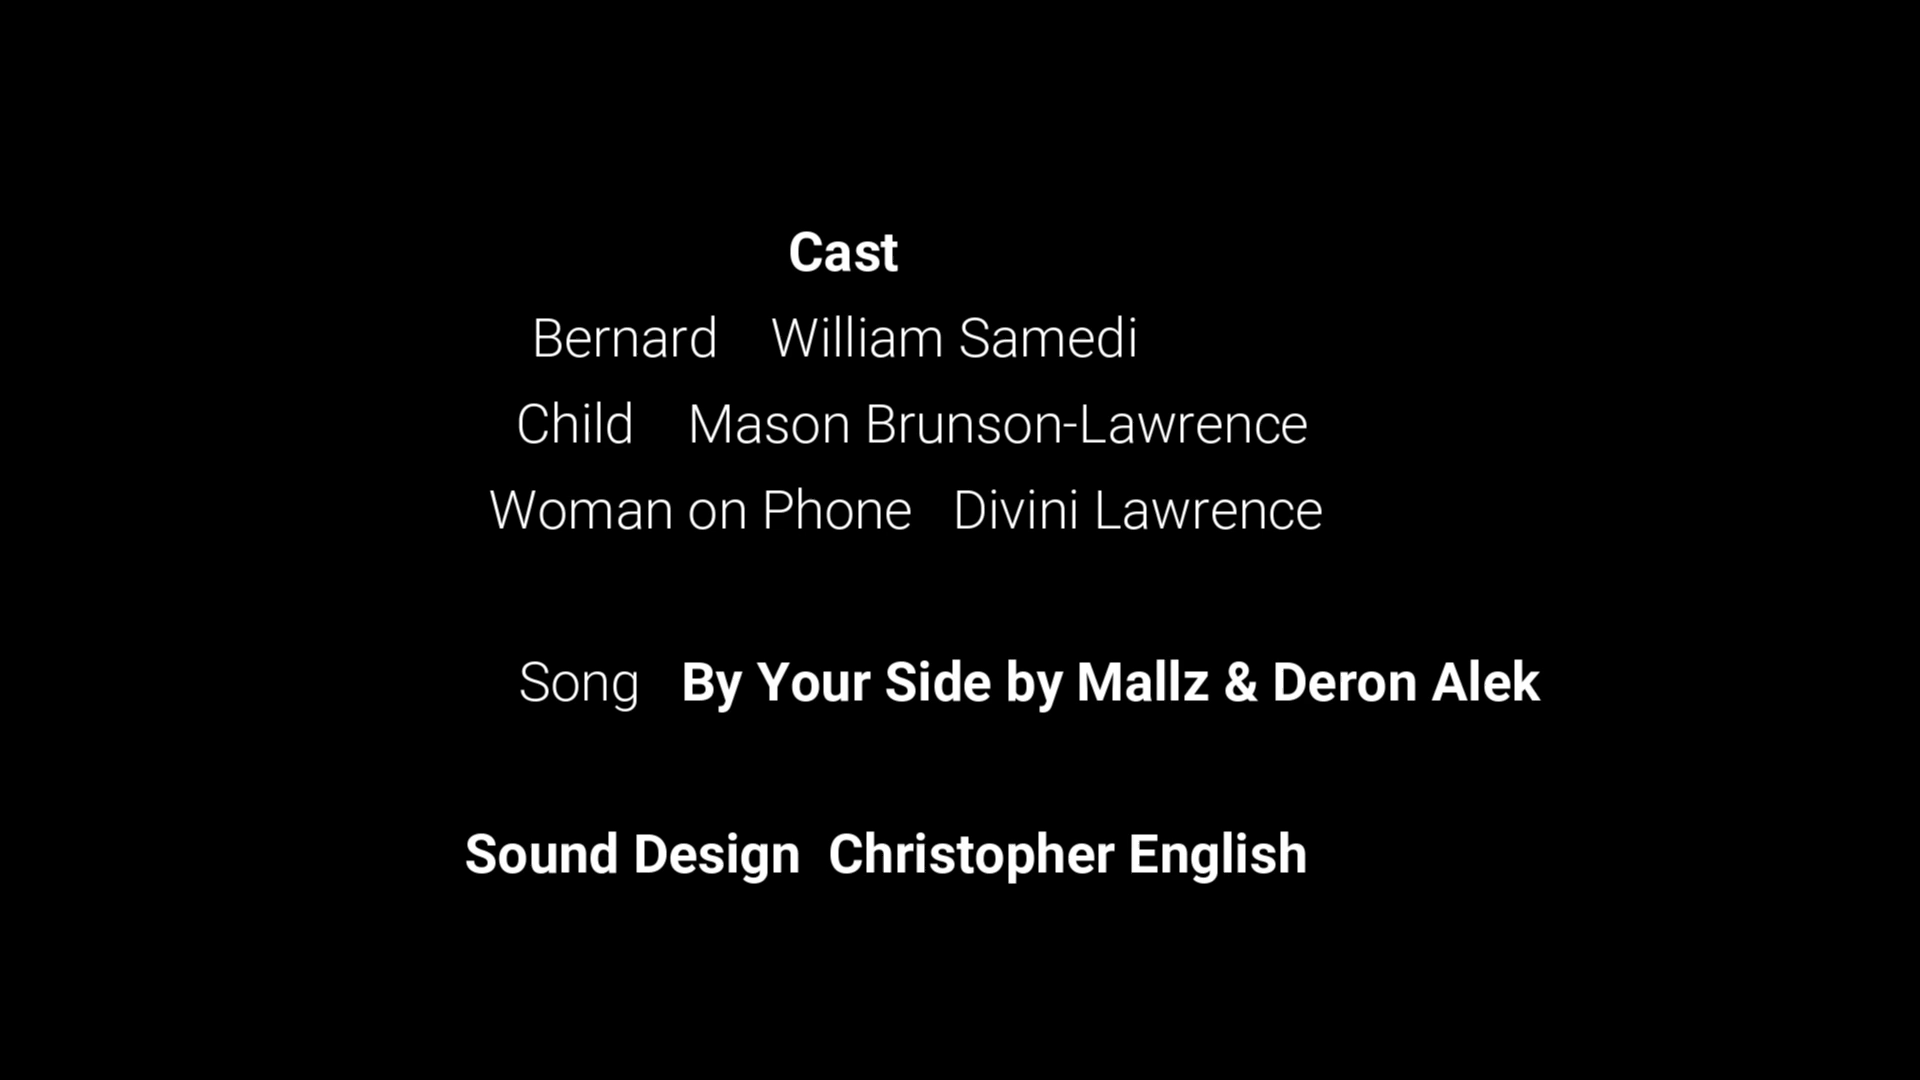 Cast
Bernard William Samedi
Child Mason Brunson-Lawrence
Woman on Phone Divini Lawrence
Song By Your Side by Mallz & Deron Alek
Sound Design Christopher English